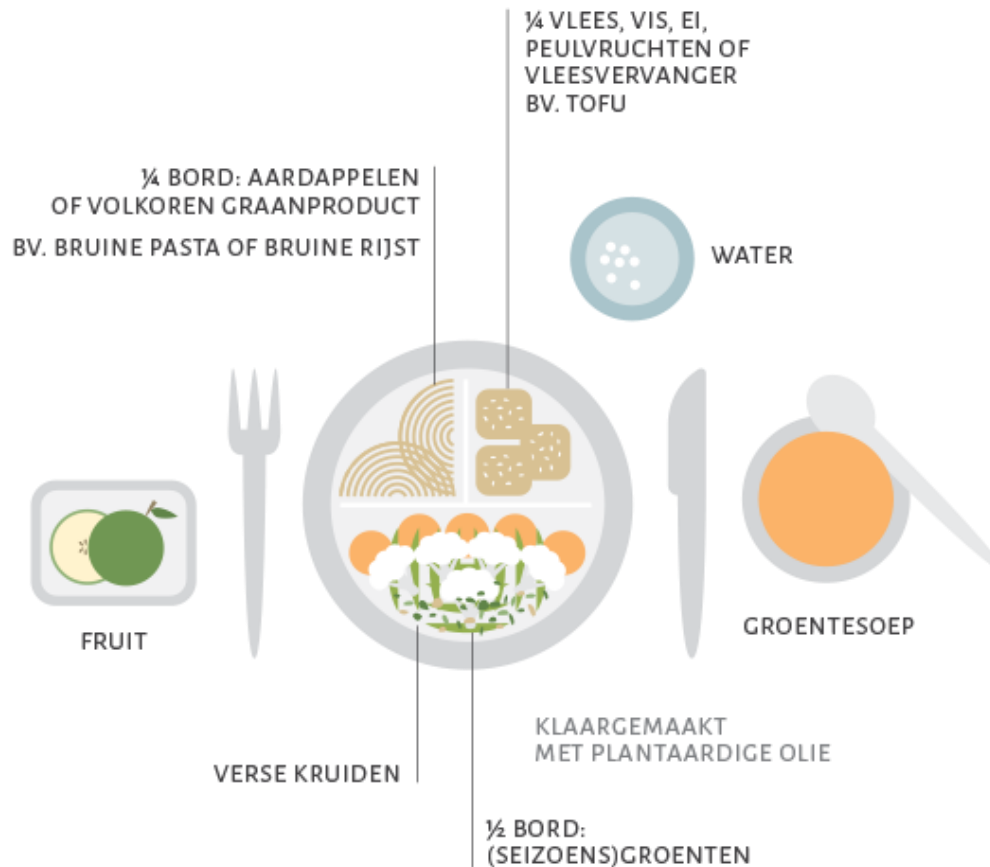 ¼ VLEES, VIS, EI,
PEULVRUCHTEN OF
VLEESVERVANGER
BV. TOFU
¼ BORD: AARDAPPELEN
OF VOLKOREN GRAANPRODUCT
BV. BRUINE PASTA OF BRUINE RIJST
WATER
FRUIT
GROENTESOEP
KLAARGEMAAKT
MET PLANTAARDIGE OLIE
VERSE KRUIDEN
½ BORD:
(SEIZOENS)GROENTEN